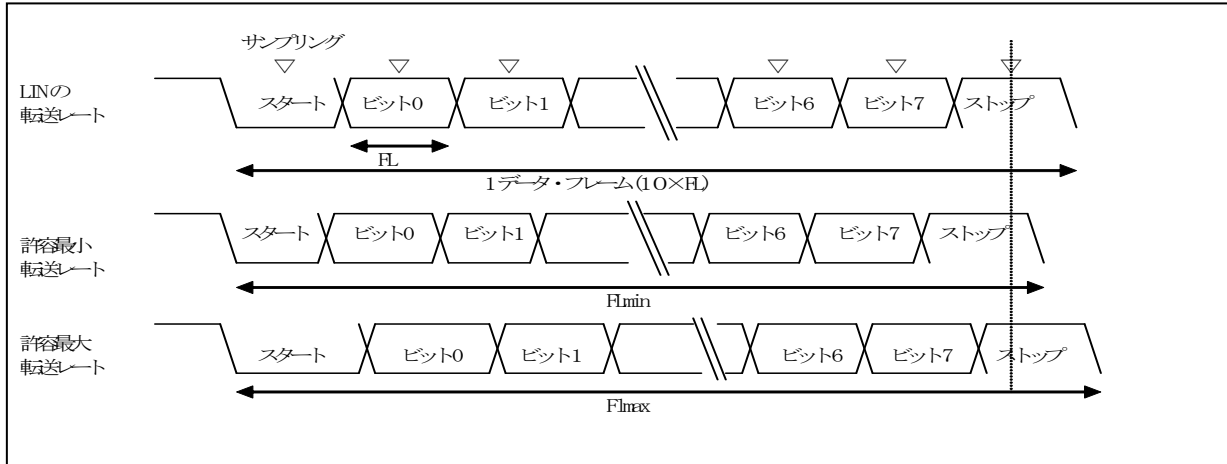 サンプリング
LINの
転送レート
スタート ビット0 ビット1 ビット6 ビット7 ストップ
FL
1データ・フレーム(10×FL)
許容最小
転送レート
スタート ビット0 ビット1 ビット6 ビット7 ストップ
FLmin
許容最大
転送レート
スタート ビット0 ビット1 ビット6 ビット7 ストップ
Flmax